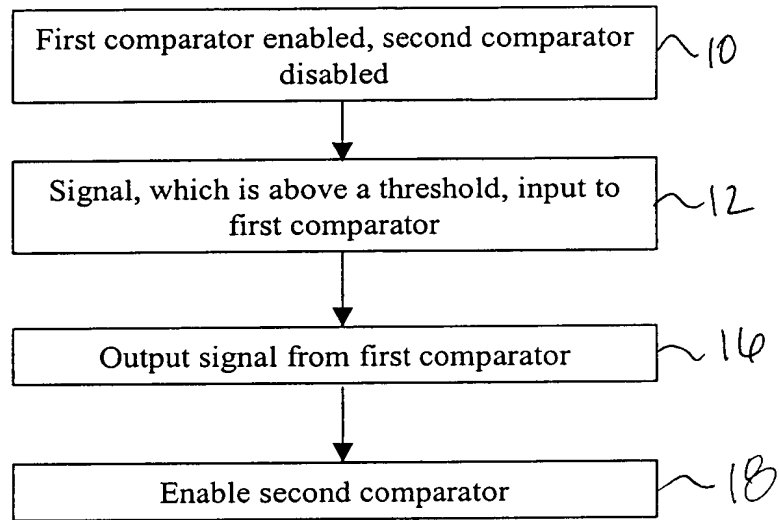 First comparator enabled, second comparator
disabled
10
Signal, which is above a threshold, input to
first comparator
12
Output signal from first comparator
16
Enable second comparator
18